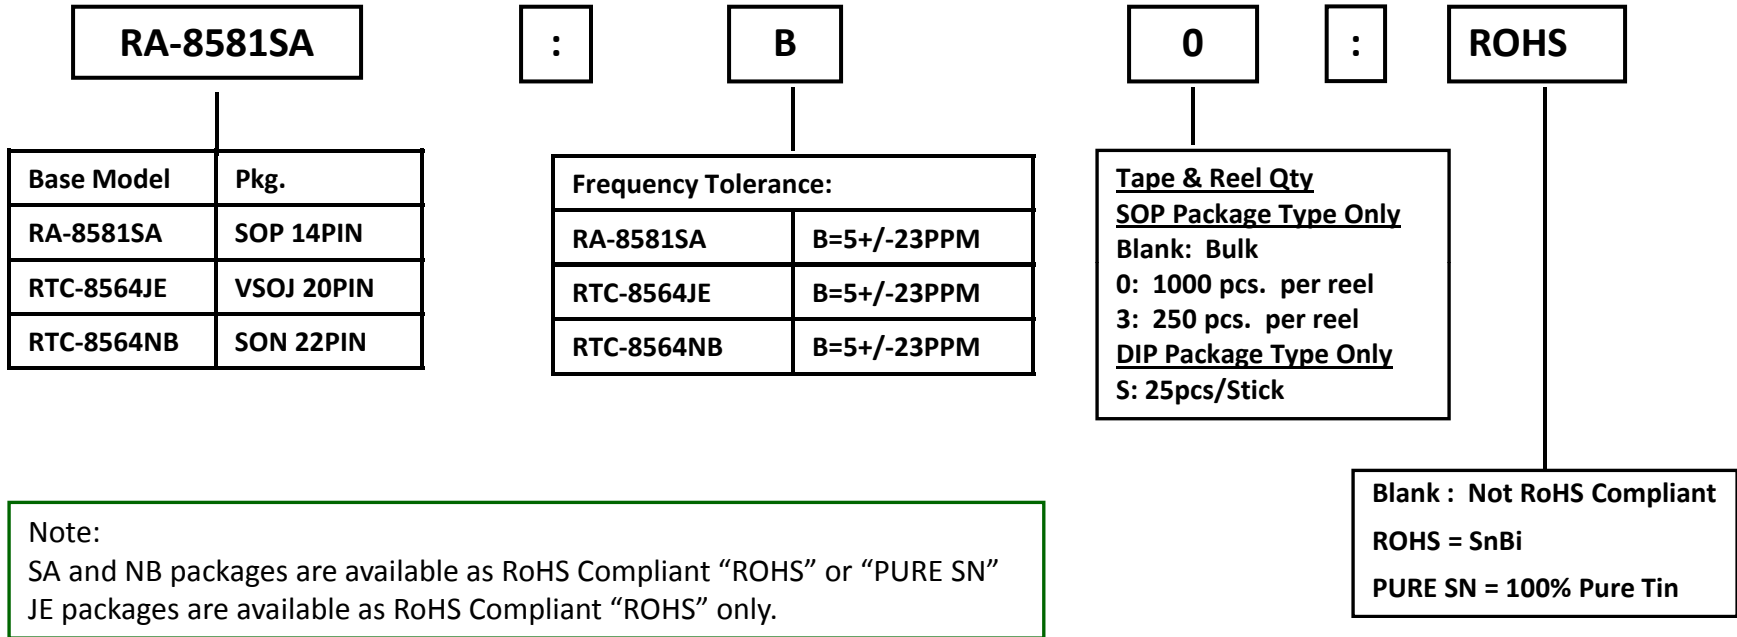 RA-8581SA : B 0 : ROHS
Base Model Pkg.
RA-8581SA SOP 14PIN
RTC-8564JE VSOJ 20PIN
RTC-8564NB SON 22PIN
Frequency Tolerance:
RA-8581SA B=5+/-23PPM
RTC-8564JE B=5+/-23PPM
RTC-8564NB B=5+/-23PPM
Tape & Reel Qty
SOP Package Type Only
Blank: Bulk
0: 1000 pcs. per reel
3: 250 pcs. per reel
DIP Package Type Only
S: 25pcs/Stick
Blank : Not RoHS Compliant
ROHS = SnBi
PURE SN = 100% Pure Tin
Note:
SA and NB packages are available as RoHS Compliant “ROHS” or “PURE SN”
JE packages are available as RoHS Compliant “ROHS” only.